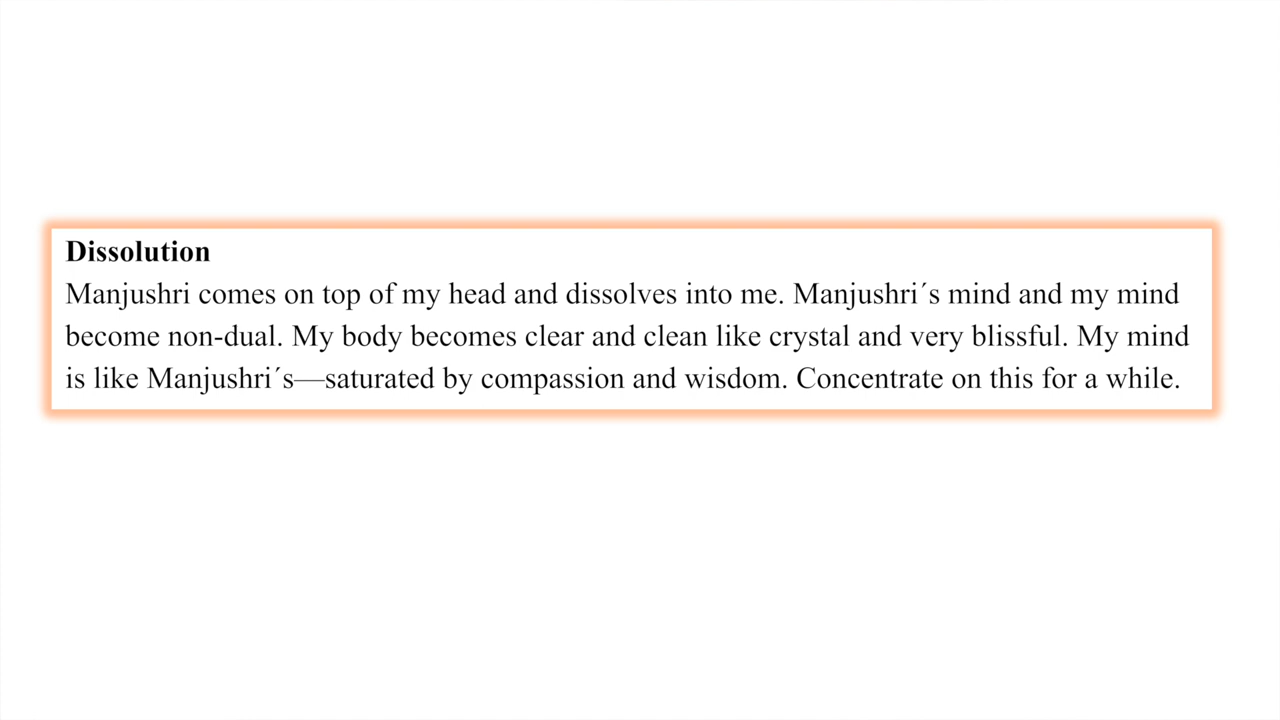 Dissolution
Manjushri comes on top of my head and dissolves into me. Manjushri´s mind and my mind
become non-dual. My body becomes clear and clean like crystal and very blissful. My mind
is like Manjushri´s—saturated by compassion and wisdom. Concentrate on this for a while.